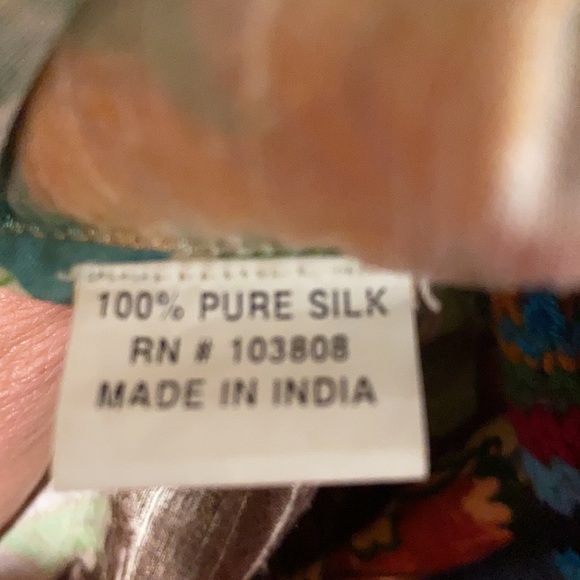 100% PURE SILK
RN # 103808
MADE IN INDIA